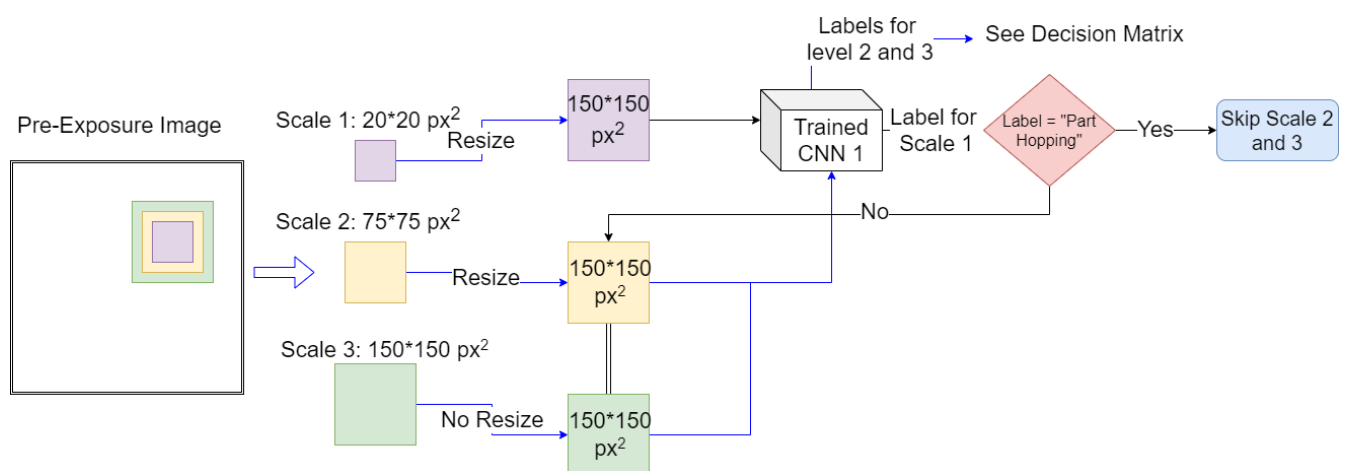 Pre-Exposure Image
Scale 1: 20*20 px²
Resize
150*150
px²
Trained
CNN 1
Labels for
level 2 and 3
See Decision Matrix
Label for
Scale 1
Label = "Part
Hopping"
Yes
Skip Scale 2
and 3
No
Scale 2: 75*75 px²
Resize
150*150
px²
Scale 3: 150*150 px²
No Resize
150*150
px²